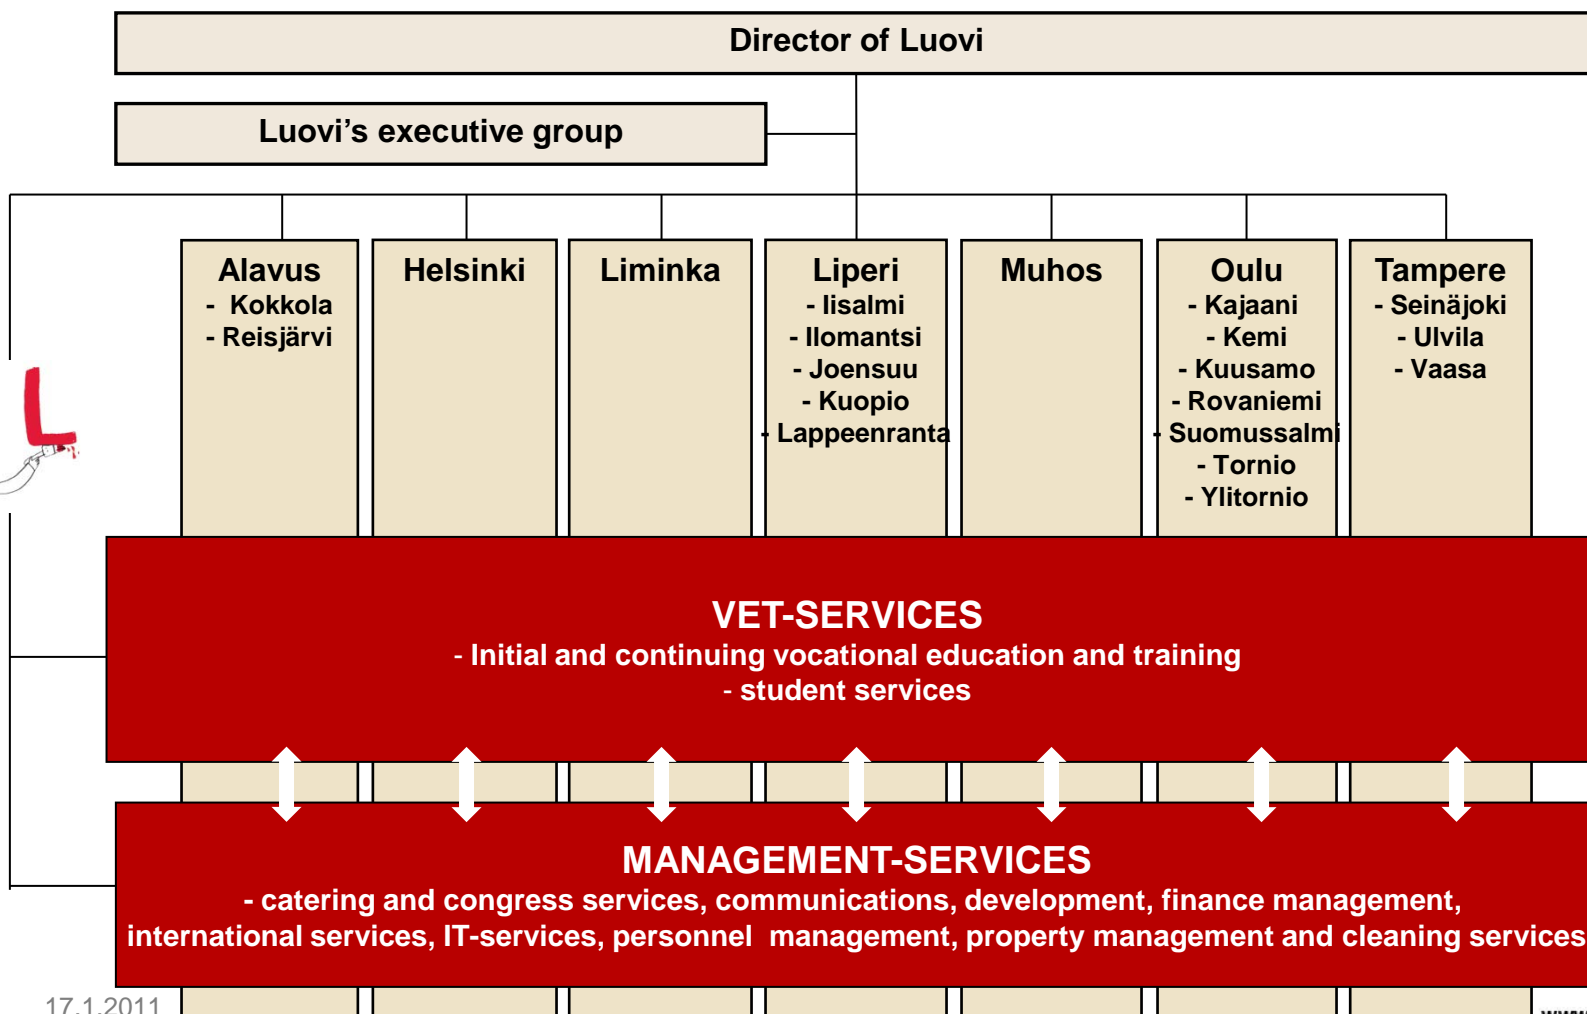 Director of Luovi
Luovi's executive group
Alavus
- Kokkola
- Reisjärvi
Helsinki
Liminka
Liperi
- Iisalmi
- Ilomantsi
- Joensuu
- Kuopio
- Lappeenranta
Muhos
Oulu
- Kajaani
- Kemi
- Kuusamo
- Rovaniemi
- Suomussalmi
- Tornio
- Ylitornio
Tampere
- Seinäjoki
- Ulvila
- Vaasa
L
VET-SERVICES
- Initial and continuing vocational education and training
- student services
MANAGEMENT-SERVICES
- catering and congress services, communications, development, finance management,
international services, IT-services, personnel management, property management and cleaning services
17.1.2011